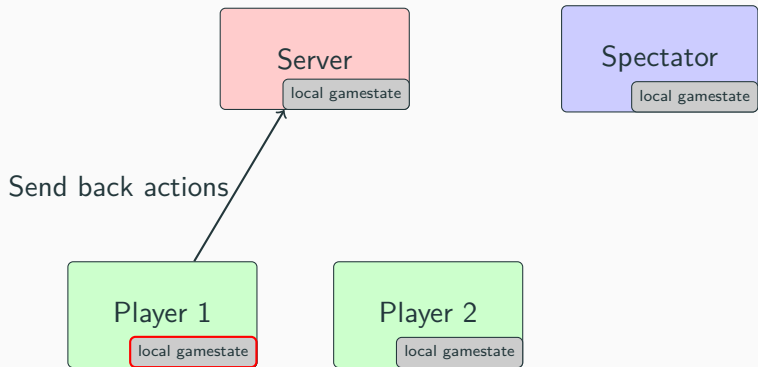 Server
local gamestate
Spectator
local gamestate
Send back actions
Player 1
local gamestate
Player 2
local gamestate